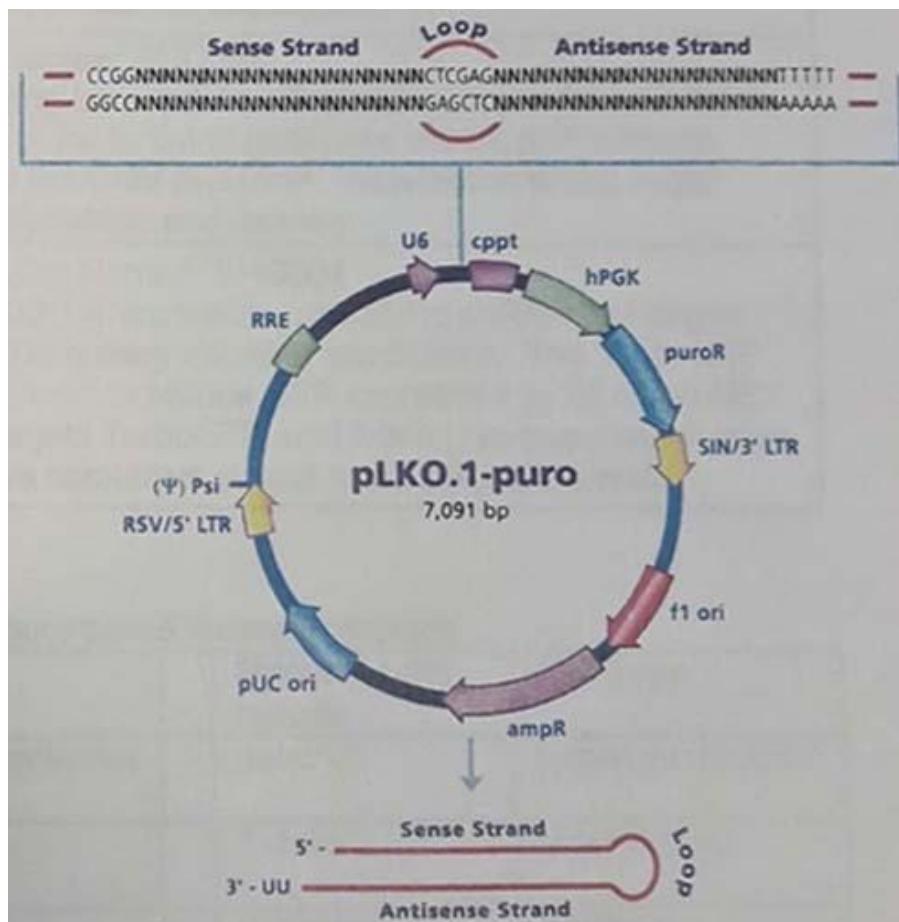 Loop
Sense Strand Antisense Strand
CCGGNNNNNNNNNNNNNNNNNNNNNCTCGAGNNNNNNNNNNNNNNNNNNNNNTTTTT
GGCCNNNNNNNNNNNNNNNNNNNNNGAGCTCNNNNNNNNNNNNNNNNNNNNNAAAAA
U6 cppt
hPGK
RRE
puroR
SIN/3' LTR
(Ψ) Psi
RSV/5' LTR
pLKO.1-puro
7,091 bp
f1 ori
pUC ori
ampR
Sense Strand
5' -
Loop
3' - UU
Antisense Strand